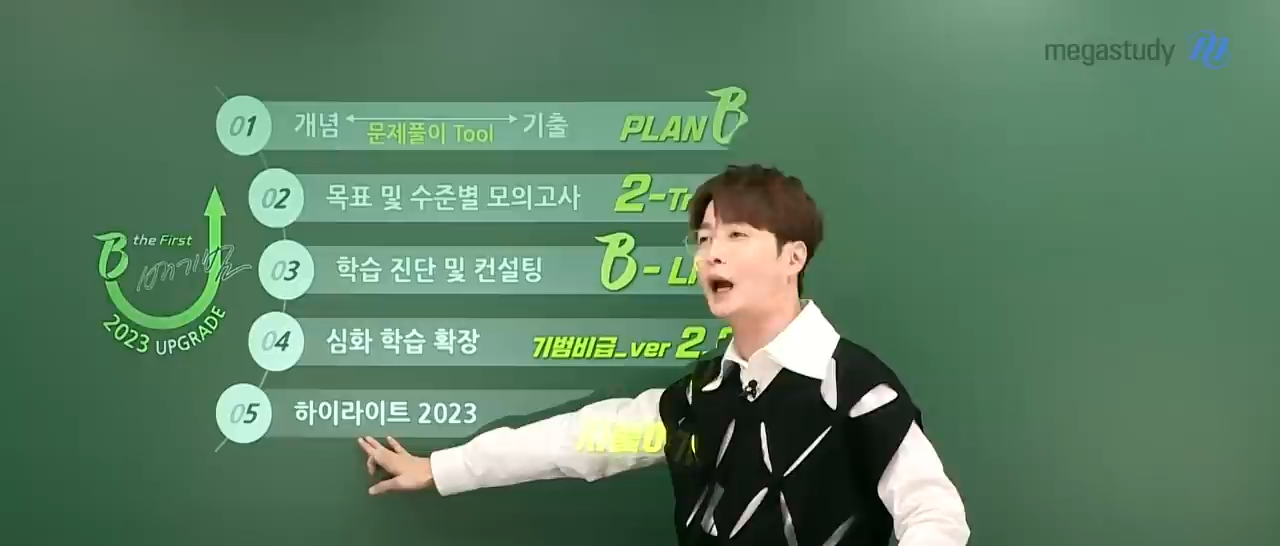 megastudy
01 개념 문제풀이 Tool 기출 PLAN B
02 목표 및 수준별 모의고사 2-Tr
03 학습 진단 및 컨설팅 B-LI
04 심화 학습 확장 기범비급_ver 2.
05 하이라이트 2023
B the First
2023 UPGRADE